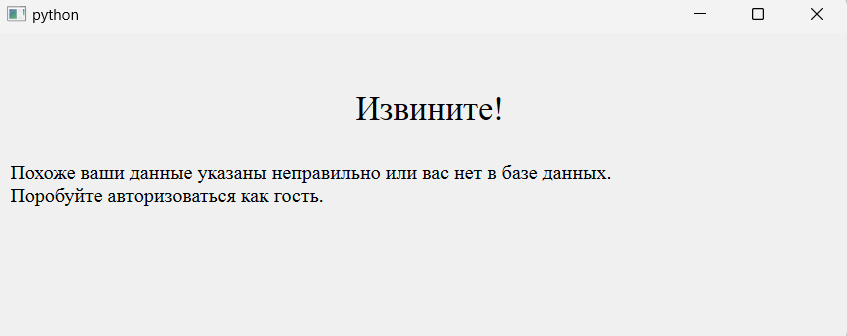 python
Извините!
Похоже ваши данные указаны неправильно или вас нет в базе данных.
Поробуйте авторизоваться как гость.